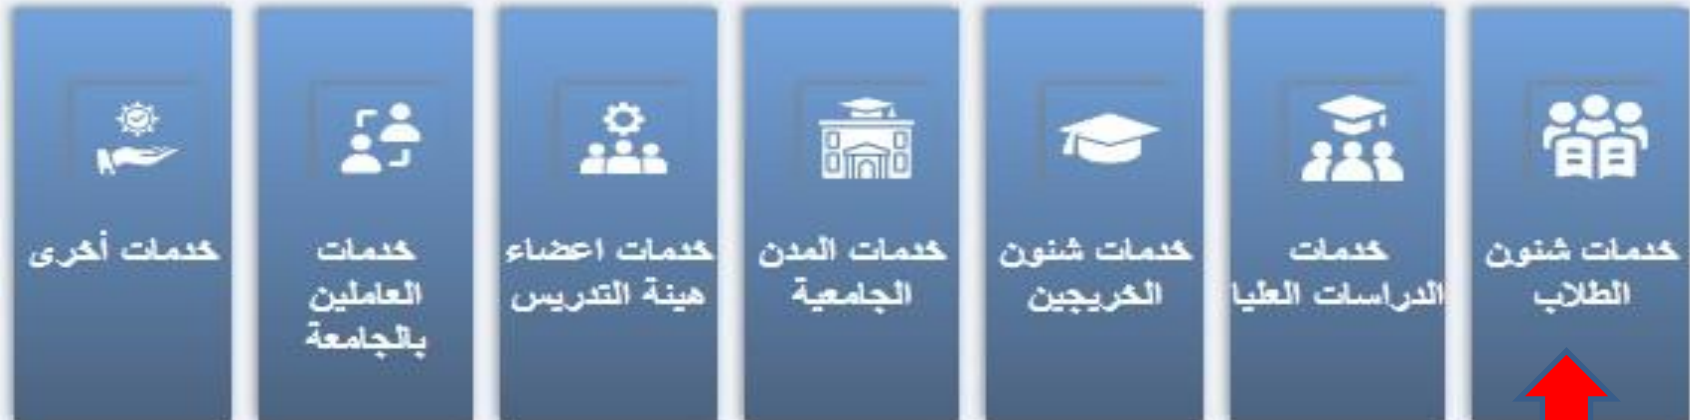 خدمات شئون
الطلاب
خدمات
الدراسات العليا
خدمات شئون
الخريجين
خدمات المدن
الجامعية
خدمات اعضاء
هيئة التدريس
خدمات
العاملين
بالجامعة
خدمات أخرى